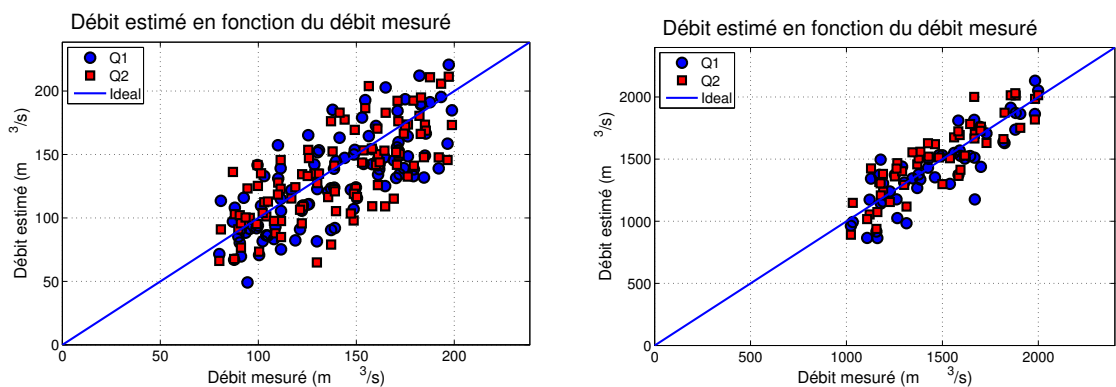 Débit estimé en fonction du débit mesuré
Q1
Q2
Ideal
200
150
100
50
0
Débit estimé (m ³/s)
0 50 100 150 200
Débit mesuré (m ³/s)
Débit estimé en fonction du débit mesuré
Q1
Q2
Ideal
2000
1500
1000
500
0
Débit estimé (m ³/s)
0 500 1000 1500 2000
Débit mesuré (m ³/s)